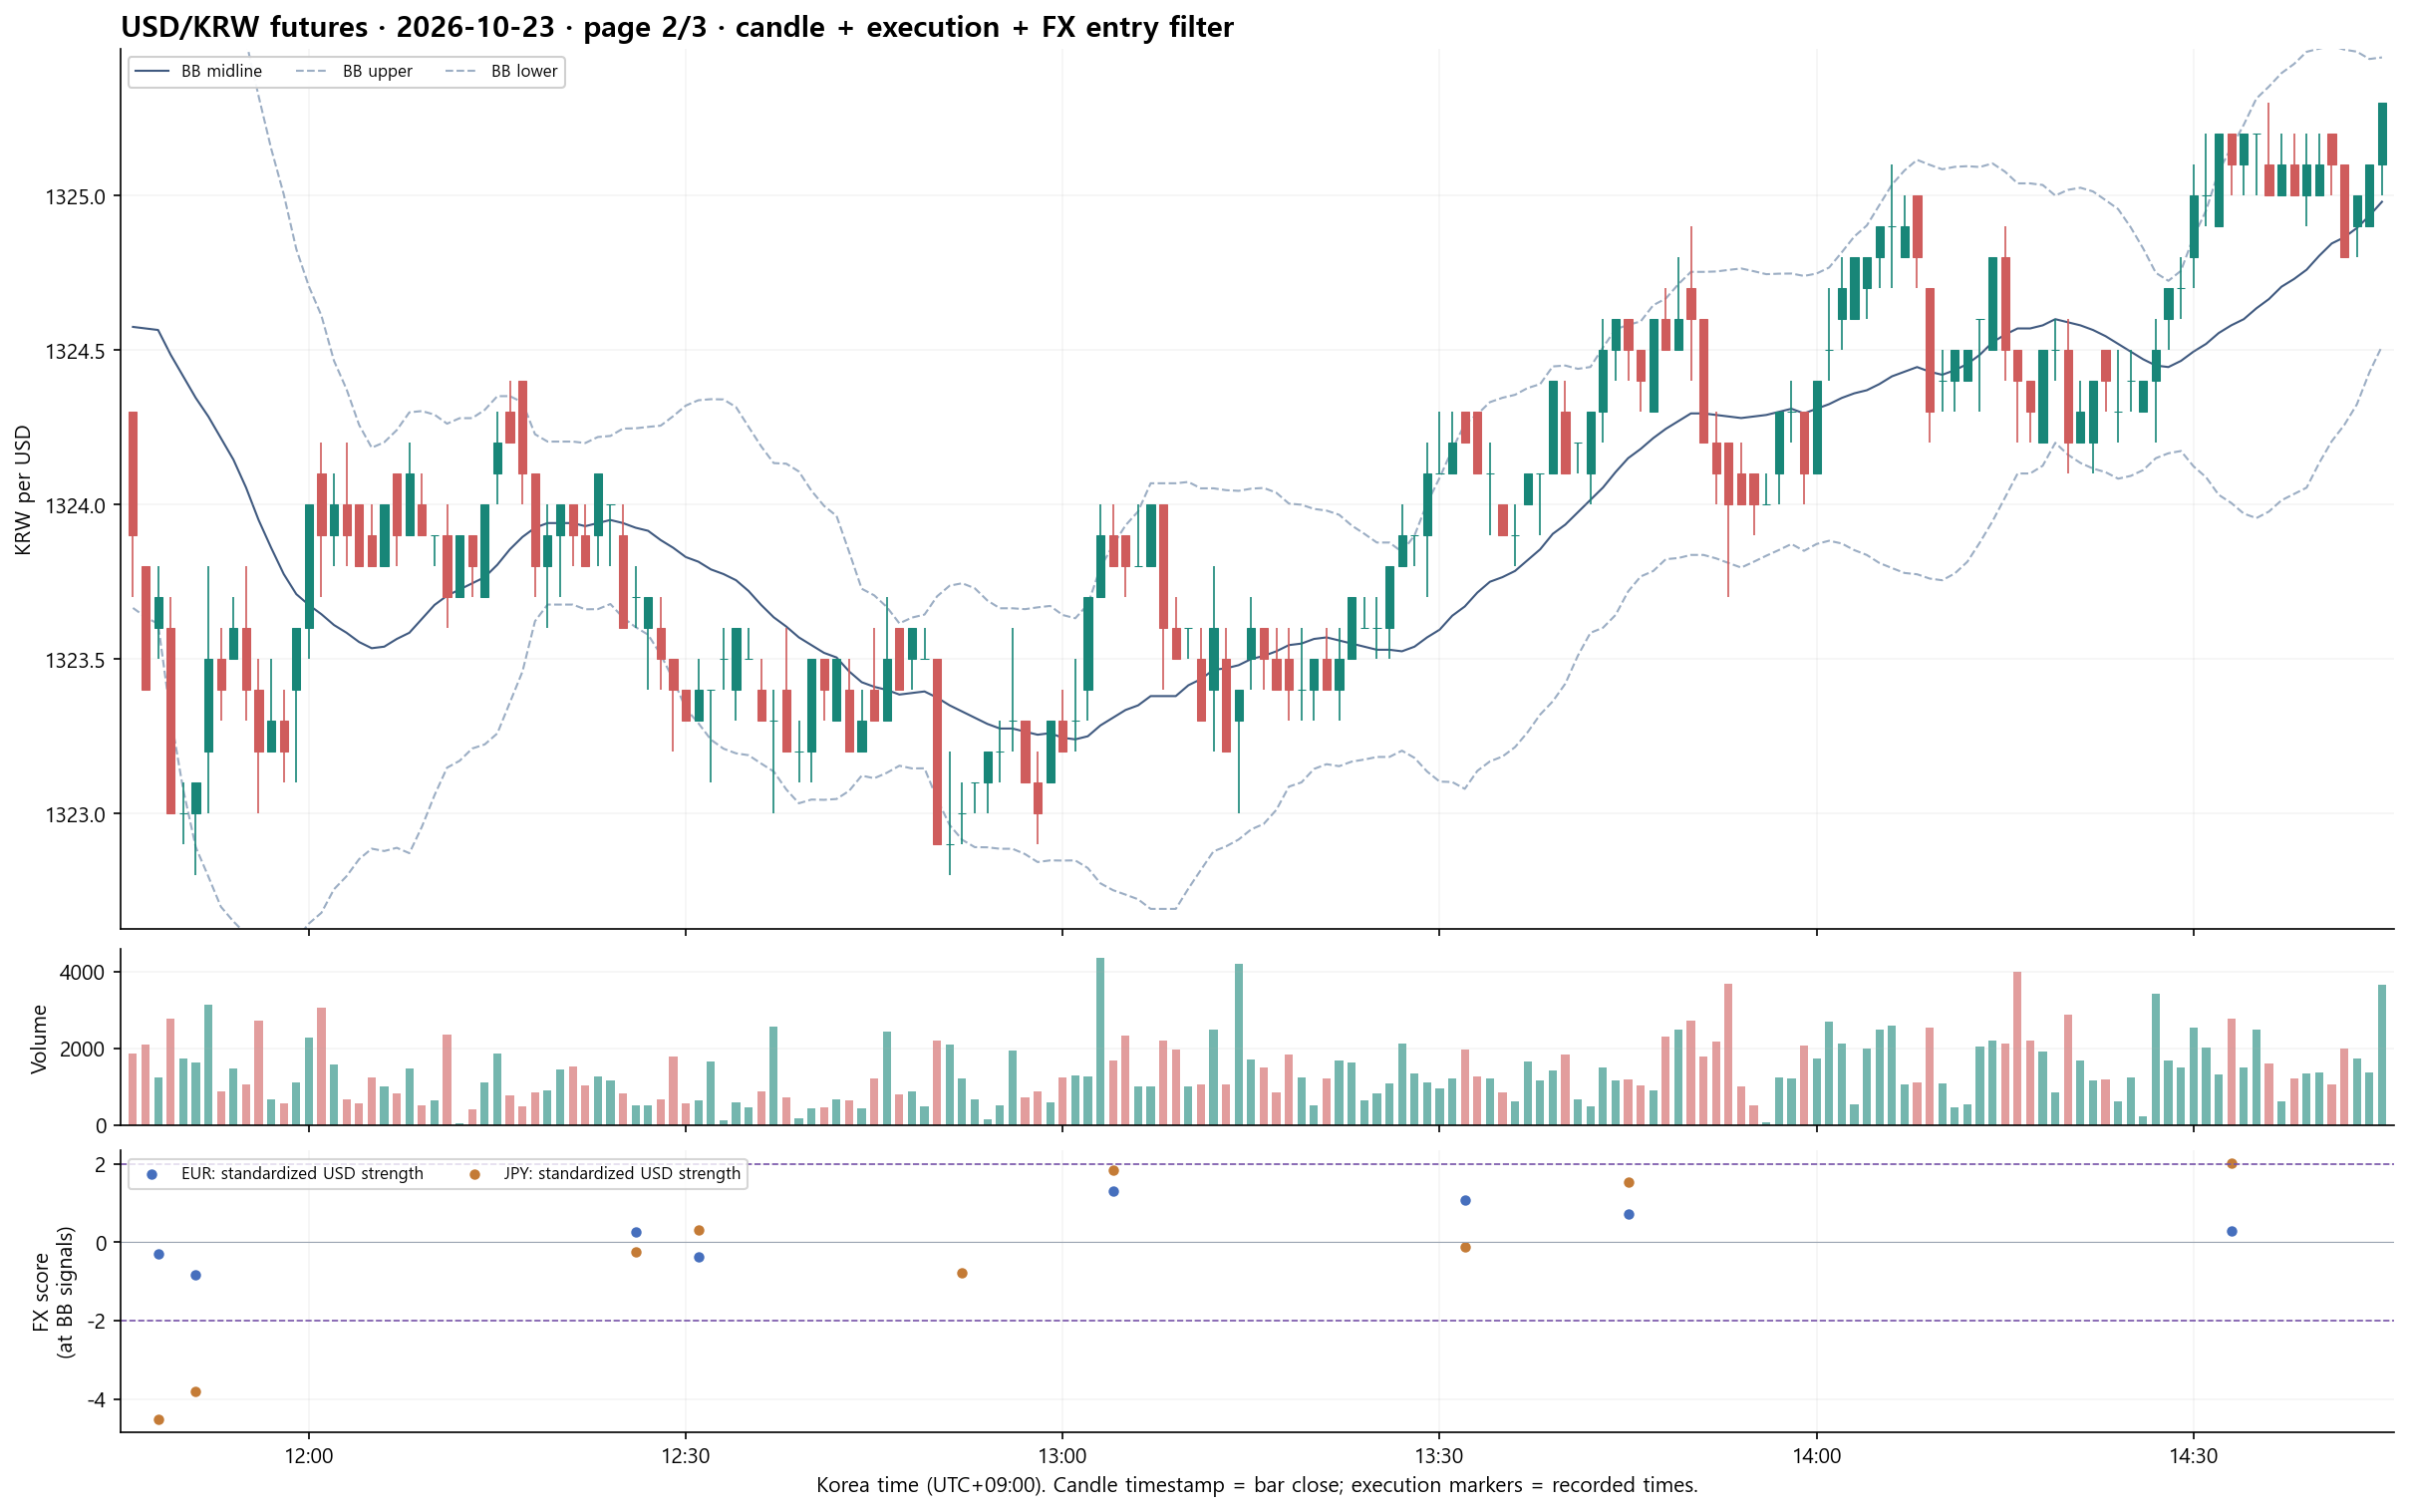 USD/KRW futures · 2026-10-23 · page 2/3 · candle + execution + FX entry filter
BB midline BB upper BB lower
KRW per USD
1325.0
1324.5
1324.0
1323.5
1323.0
Volume
4000
2000
0
EUR: standardized USD strength JPY: standardized USD strength
FX score
(at BB signals)
2
0
-2
-4
12:00 12:30 13:00 13:30 14:00 14:30
Korea time (UTC+09:00). Candle timestamp = bar close; execution markers = recorded times.